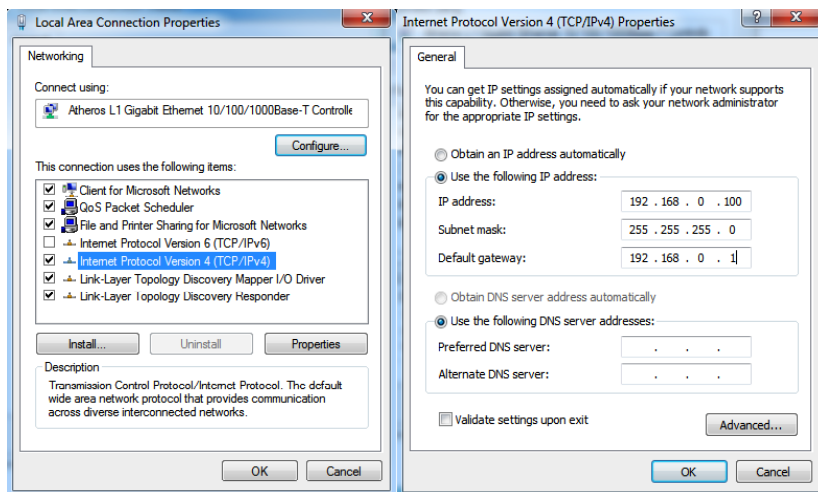 Local Area Connection Properties
Networking
Connect using:
Atheros L1 Gigabit Ethernet 10/100/1000Base-T Controlle
Configure...
This connection uses the following items:
Client for Microsoft Networks
QoS Packet Scheduler
File and Printer Sharing for Microsoft Networks
Internet Protocol Version 6 (TCP/IPv6)
Internet Protocol Version 4 (TCP/IPv4)
Link-Layer Topology Discovery Mapper I/O Driver
Link-Layer Topology Discovery Responder
Install...
Uninstall
Properties
Description
Transmission Control Protocol/Internet Protocol. The default
wide area network protocol that provides communication
across diverse interconnected networks.
OK
Cancel
Internet Protocol Version 4 (TCP/IPv4) Properties
General
You can get IP settings assigned automatically if your network supports
this capability. Otherwise, you need to ask your network administrator
for the appropriate IP settings.
Obtain an IP address automatically
Use the following IP address:
IP address: 192 . 168 . 0 . 100
Subnet mask: 255 . 255 . 255 . 0
Default gateway: 192 . 168 . 0 . 1
Obtain DNS server address automatically
Use the following DNS server addresses:
Preferred DNS server: . . .
Alternate DNS server: . . .
Validate settings upon exit
Advanced...
OK
Cancel